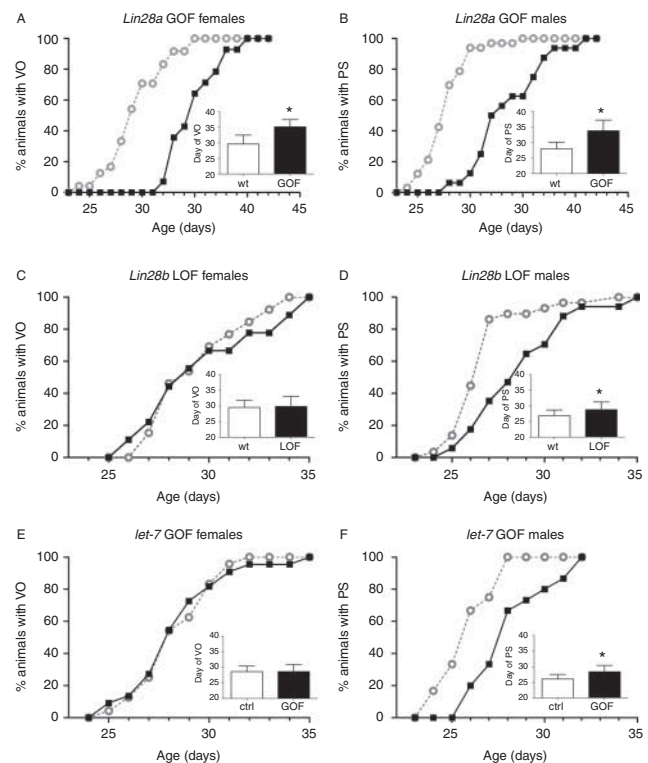 A
Lin28a GOF females
% animals with VO
100
80
60
40
20
0
25 30 30 40 45
Age (days)
Day of VO
40
35
30
25
20
*
wt GOF
B
Lin28a GOF males
% animals with PS
100
80
60
40
20
0
25 30 30 40 45
Age (days)
Day of PS
40
35
30
25
20
*
wt GOF
C
Lin28b LOF females
% animals with VO
100
80
60
40
20
0
25 30 35
Age (days)
Day of VO
40
35
30
25
20
wt LOF
D
Lin28b LOF males
% animals with PS
100
80
60
40
20
0
25 30 35
Age (days)
Day of PS
40
35
30
25
20
*
wt LOF
E
let-7 GOF females
% animals with VO
100
80
60
40
20
0
25 30 35
Age (days)
Day of VO
40
35
30
25
20
ctrl GOF
F
let-7 GOF males
% animals with PS
100
80
60
40
20
0
25 30 35
Age (days)
Day of PS
40
35
30
25
20
*
ctrl GOF